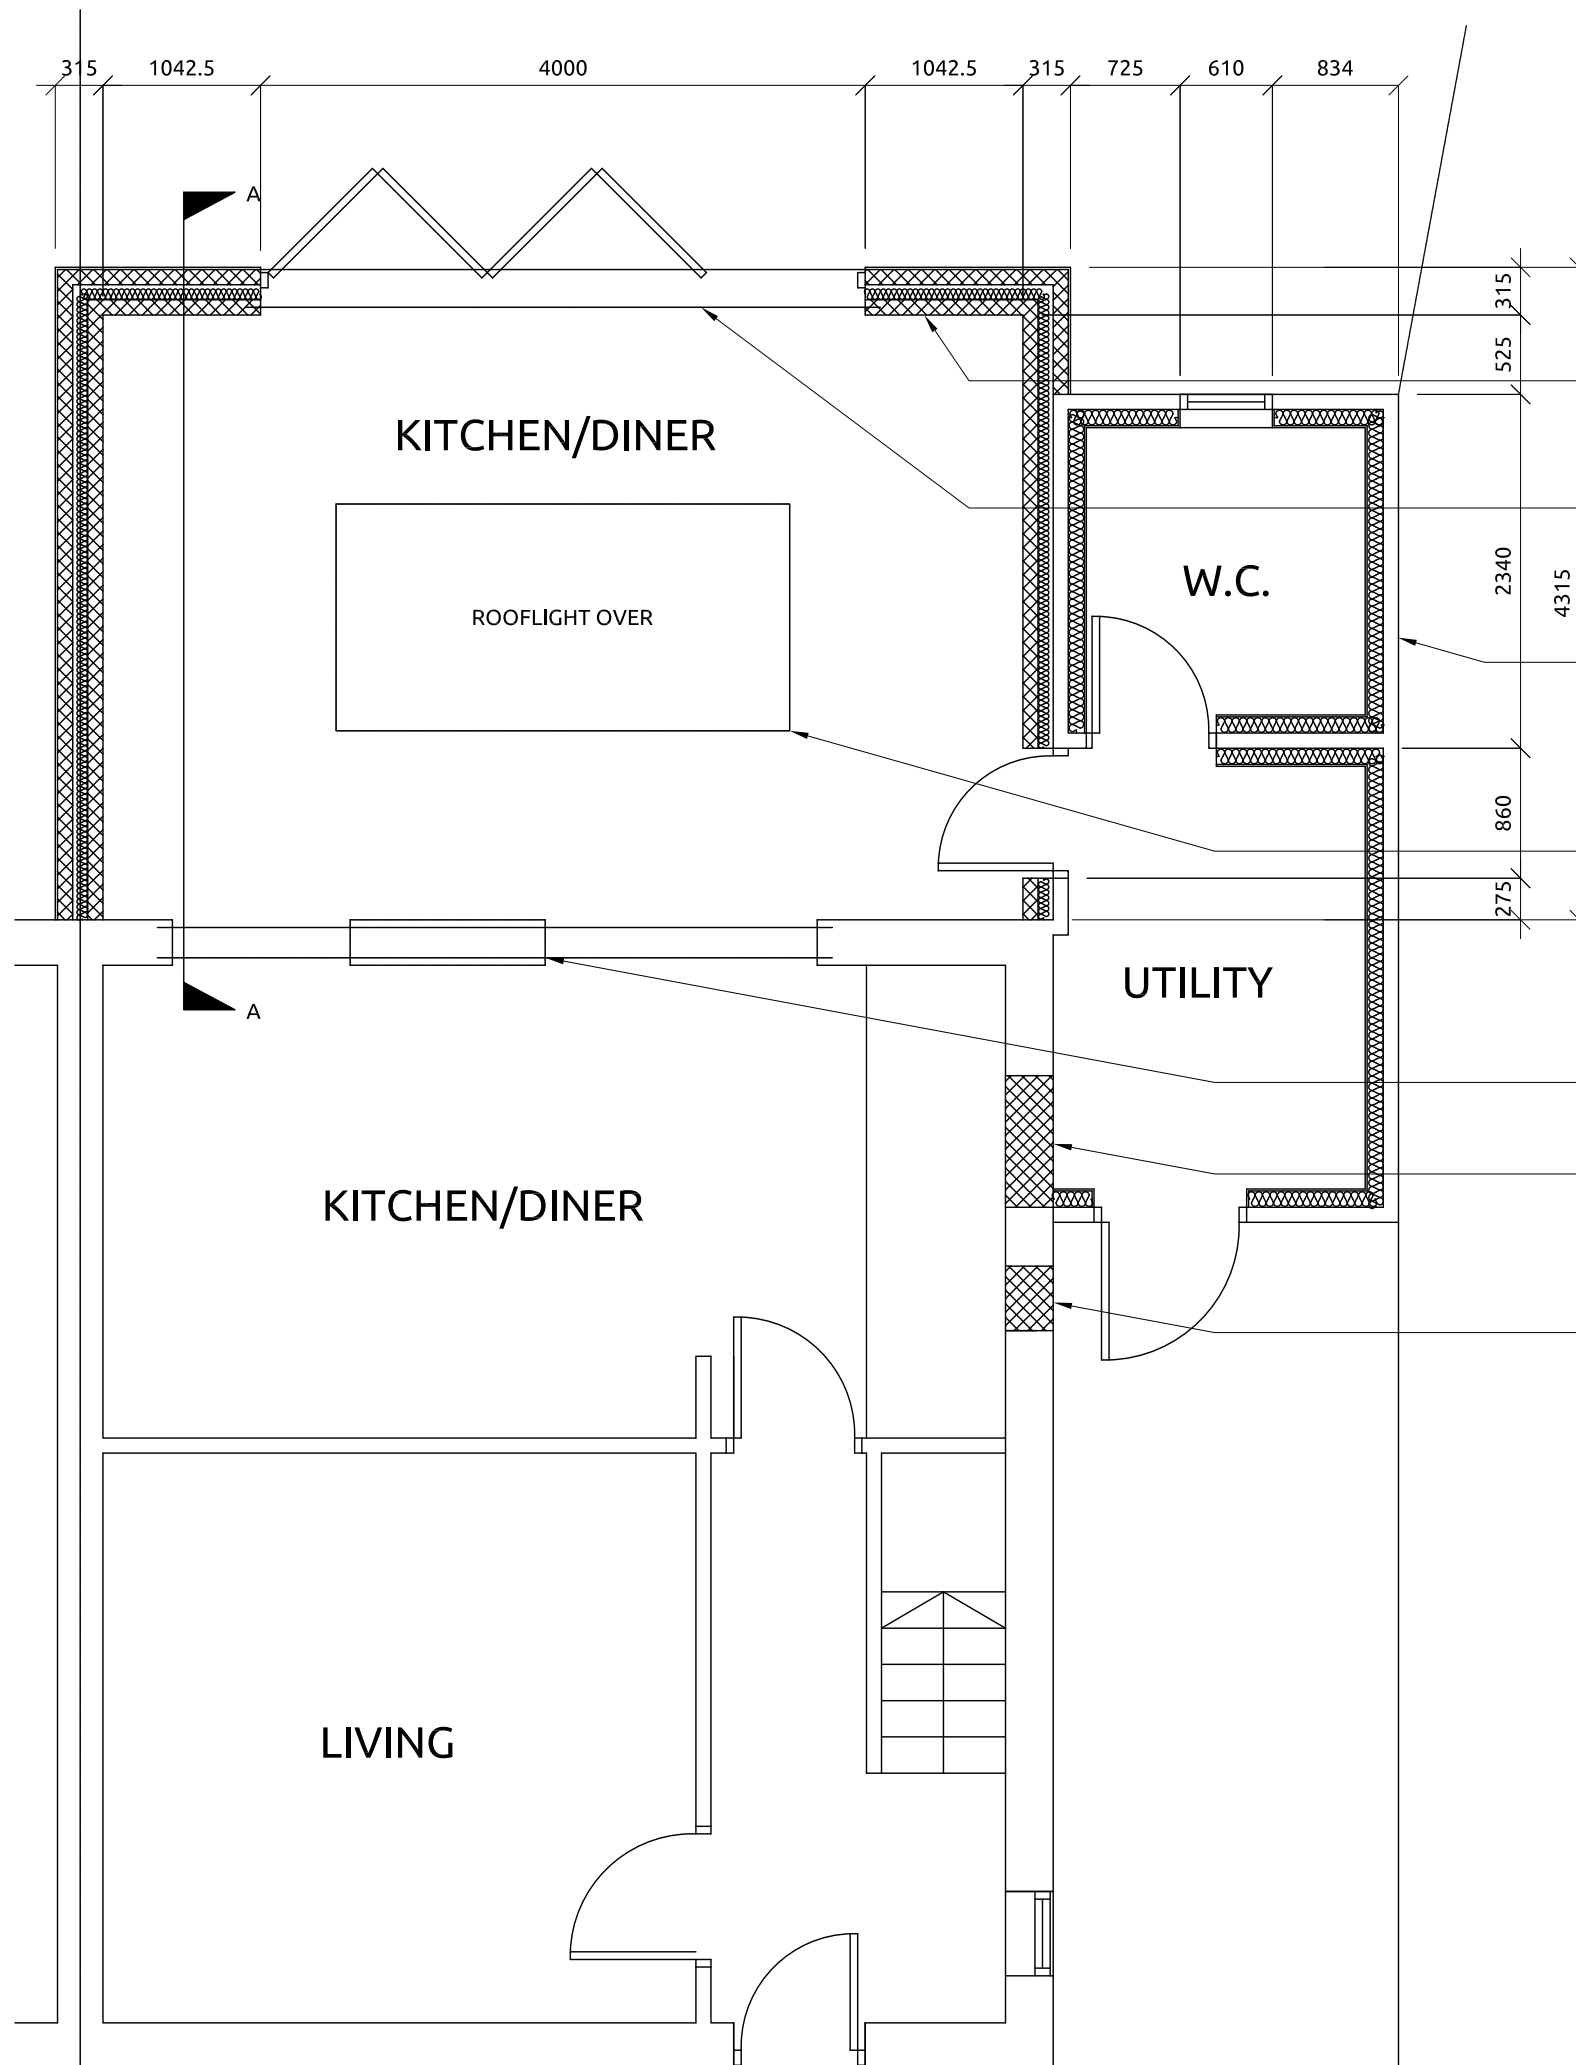 315 1042.5 4000 1042.5 315 725 610 834
A
315
525
KITCHEN/DINER
2340
W.C.
4315
ROOFLIGHT OVER
860
275
UTILITY
A
KITCHEN/DINER
LIVING